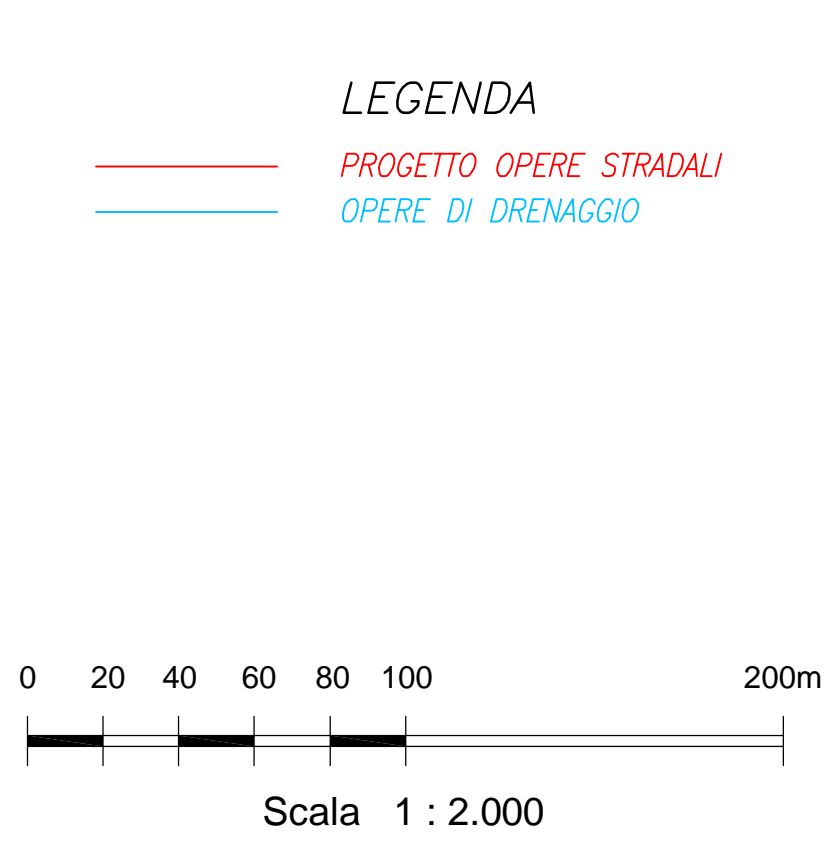 LEGENDA
PROGETTO OPERE STRADALI
OPERE DI DRENAGGIO
0 20 40 60 80 100 200m
Scala 1 : 2.000